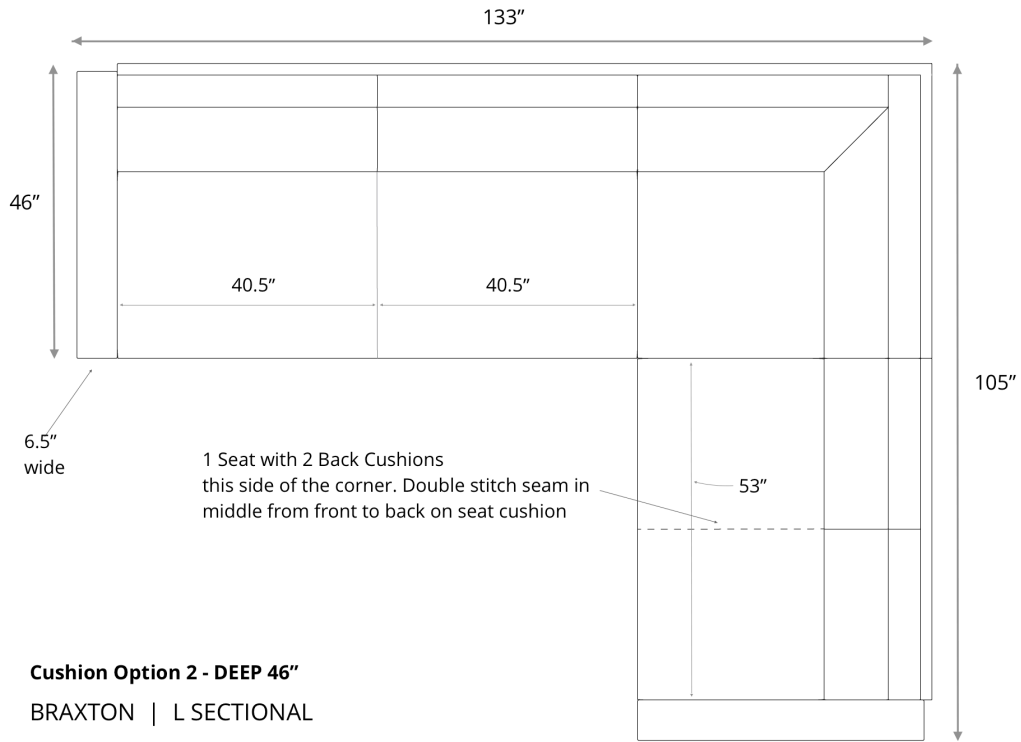 133”
46”
40.5”
40.5”
105”
6.5”
wide
1 Seat with 2 Back Cushions
this side of the corner. Double stitch seam in
middle from front to back on seat cushion
53”
Cushion Option 2 - DEEP 46”
BRAXTON | L SECTIONAL